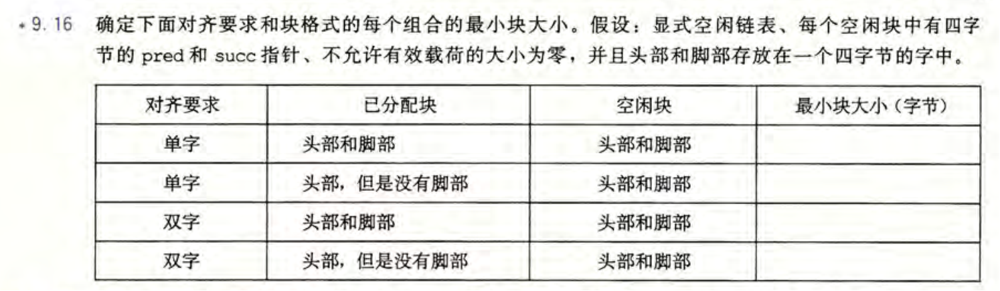 * 9.16 确定下面对齐要求和块格式的每个组合的最小块大小。假设：显式空闲链表、每个空闲块中有四字
节的 pred 和 succ 指针、不允许有效载荷的大小为零，并且头部和脚部存放在一个四字节的字中。
对齐要求 已分配块 空闲块 最小块大小（字节）
单字 头部和脚部 头部和脚部
单字 头部，但是没有脚部 头部和脚部
双字 头部和脚部 头部和脚部
双字 头部，但是没有脚部 头部和脚部